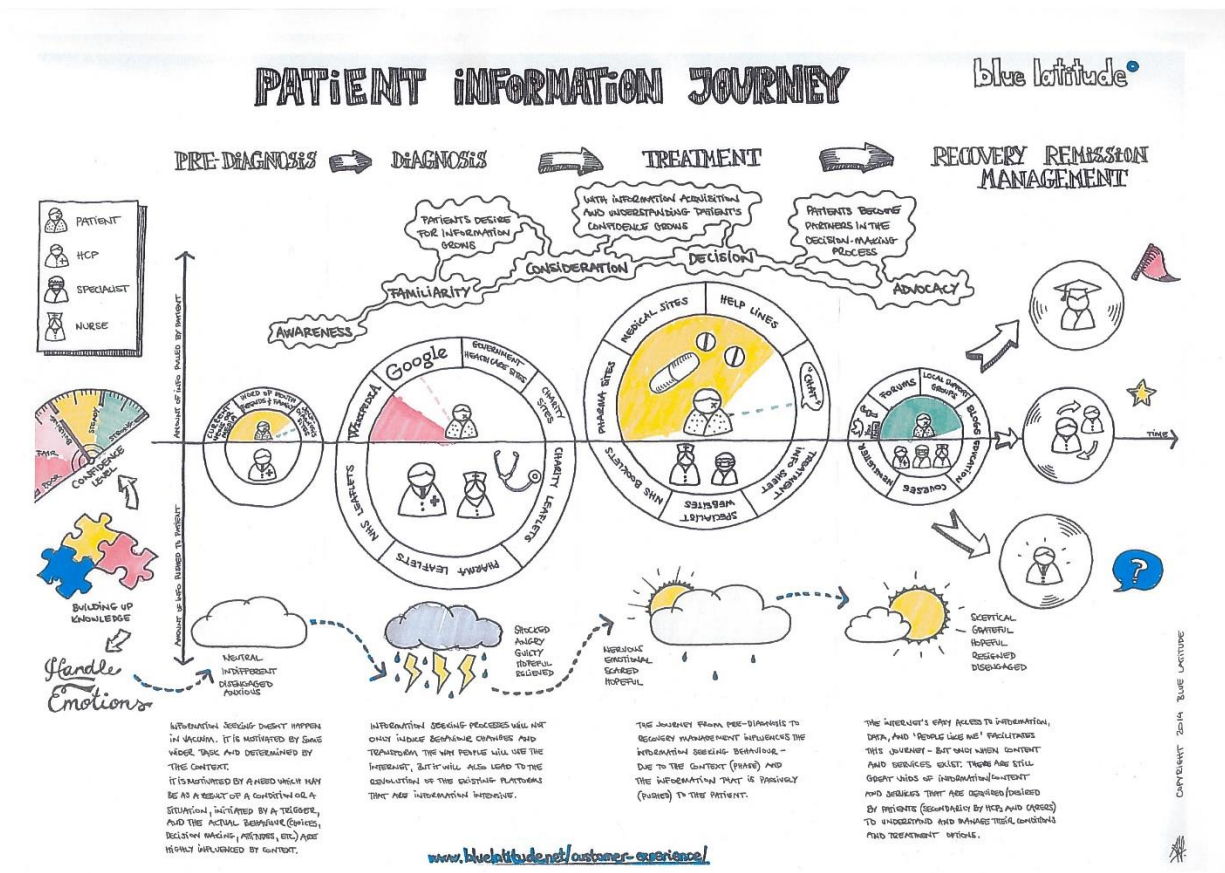 PATIENT INFORMATION JOURNEY
blue latitude
PRE-DIAGNOSIS
DIAGNOSIS
TREATMENT
RECOVERY REMISSION
MANAGEMENT
PATIENT
HCP
SPECIALIST
NURSE
PATIENTS DESIRE
FOR INFORMATION
GROWS
WITH INFORMATION ACQUISITION
AND UNDERSTANDING PATIENT'S
CONFIDENCE GROWS
PATIENTS BECOME
PARTNERS IN THE
DECISION-MAKING
PROCESS
AWARENESS
FAMILIARITY
CONSIDERATION
DECISION
ADVOCACY
AMOUNT OF INFO PULLED BY PATIENT
AMOUNT OF INFO PUSHED TO PATIENT
POOR
FAIR
BUILDING
STEADY
STRONG
CONFIDENCE
LEVEL
BUILDING UP
KNOWLEDGE
Handle
Emotions
CURRENT
NEWS OR
MEDIA
WORD OF MOUTH
FRIENDS & FAMILY
WIKIPEDIA
Google
GOVERNMENT
HEALTHCARE SITES
CHARITY
SITES
CHARITY LEAFLETS
PHARMA LEAFLETS
NHS LEAFLETS
PHARMA SITES
MEDICAL SITES
HELP LINES
"CHAT"
TREATMENT
INFO SHEET
SPECIALIST
WEBSITES
NHS BOOKLETS
FORUMS
LOCAL SUPPORT
GROUPS
BLOGS
EDUCATION
COURSES
NEWSLETTER
TIME
NEUTRAL
INDIFFERENT
DISENGAGED
ANXIOUS
SHOCKED
ANGRY
GUILTY
HOPEFUL
RELIEVED
NERVOUS
EMOTIONAL
SCARED
HOPEFUL
SKEPTICAL
GRATEFUL
HOPEFUL
RESIGNED
DISENGAGED
?
INFORMATION SEEKING DOESN'T HAPPEN
IN VACUUM. IT IS MOTIVATED BY SOME
WIDER TASK AND DETERMINED BY
THE CONTEXT.
IT IS MOTIVATED BY A NEED WHICH MAY
BE AS A RESULT OF A CONDITION OR A
SITUATION, INITIATED BY A TRIGGER,
AND THE ACTUAL BEHAVIOUR (CHOICES,
DECISION MAKING, ATTITUDES, ETC) ARE
HIGHLY INFLUENCED BY CONTEXT.
INFORMATION SEEKING PROCESSES WILL NOT
ONLY INDUCE BEHAVIOUR CHANGES AND
TRANSFORM THE WAY PEOPLE WILL USE THE
INTERNET, BUT IT WILL ALSO LEAD TO THE
REVOLUTION OF THE EXISTING PLATFORMS
THAT ARE INFORMATION INTENSIVE.
THE JOURNEY FROM PRE-DIAGNOSIS TO
RECOVERY MANAGEMENT INFLUENCES THE
INFORMATION SEEKING BEHAVIOUR -
DUE TO THE CONTEXT (PHASE) AND
THE INFORMATION THAT IS PASSIVELY
(PUSHED) TO THE PATIENT.
THE INTERNET'S EASY ACCESS TO INFORMATION,
DATA, AND 'PEOPLE LIKE ME' FACILITATES
THIS JOURNEY - BUT ONLY WHEN CONTENT
AND SERVICES EXIST. THERE ARE STILL
GREAT VOIDS OF INFORMATION/CONTENT
AND SERVICES THAT ARE REQUIRED/DESIRED
BY PATIENTS (SECONDARILY BY HCPS AND CARERS)
TO UNDERSTAND AND MANAGE THEIR CONDITIONS
AND TREATMENT OPTIONS.
www.bluelatitude.net/customer-experience/
COPYRIGHT 2014 BLUE LATITUDE